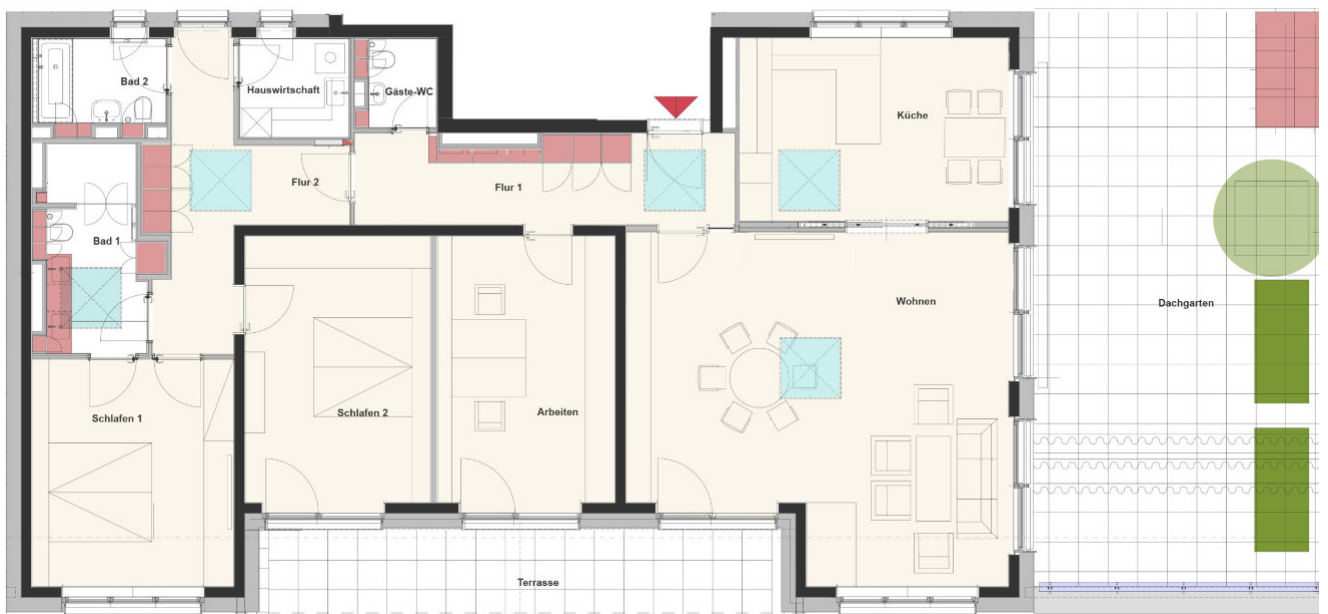 Bad 2
Hauswirtschaft
Gäste-WC
Küche
Flur 2
Flur 1
Bad 1
Wohnen
Dachgarten
Schlafen 1
Schlafen 2
Arbeiten
Terrasse